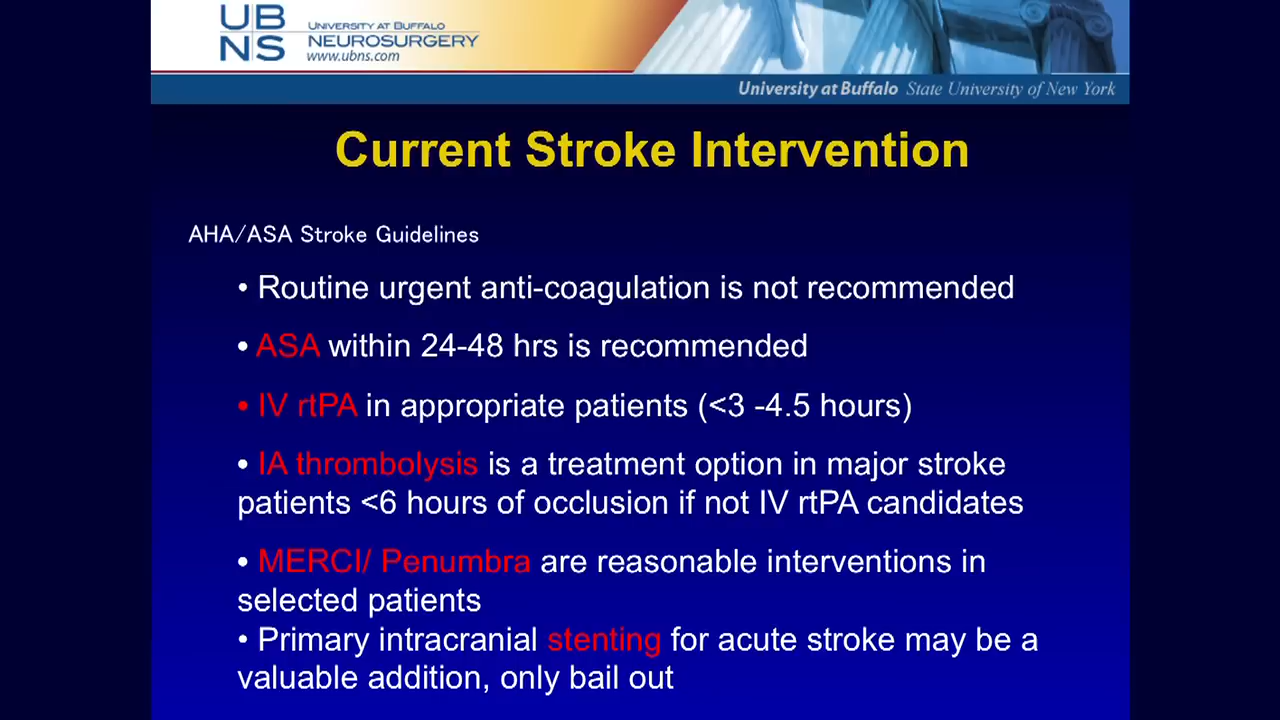 UB
NS
UNIVERSITY AT BUFFALO
NEUROSURGERY
www.ubns.com
University at Buffalo State University of New York
Current Stroke Intervention
AHA/ASA Stroke Guidelines
• Routine urgent anti-coagulation is not recommended
• ASA within 24-48 hrs is recommended
• IV rtPA in appropriate patients (<3 -4.5 hours)
• IA thrombolysis is a treatment option in major stroke
patients <6 hours of occlusion if not IV rtPA candidates
• MERCI/ Penumbra are reasonable interventions in
selected patients
• Primary intracranial stenting for acute stroke may be a
valuable addition, only bail out